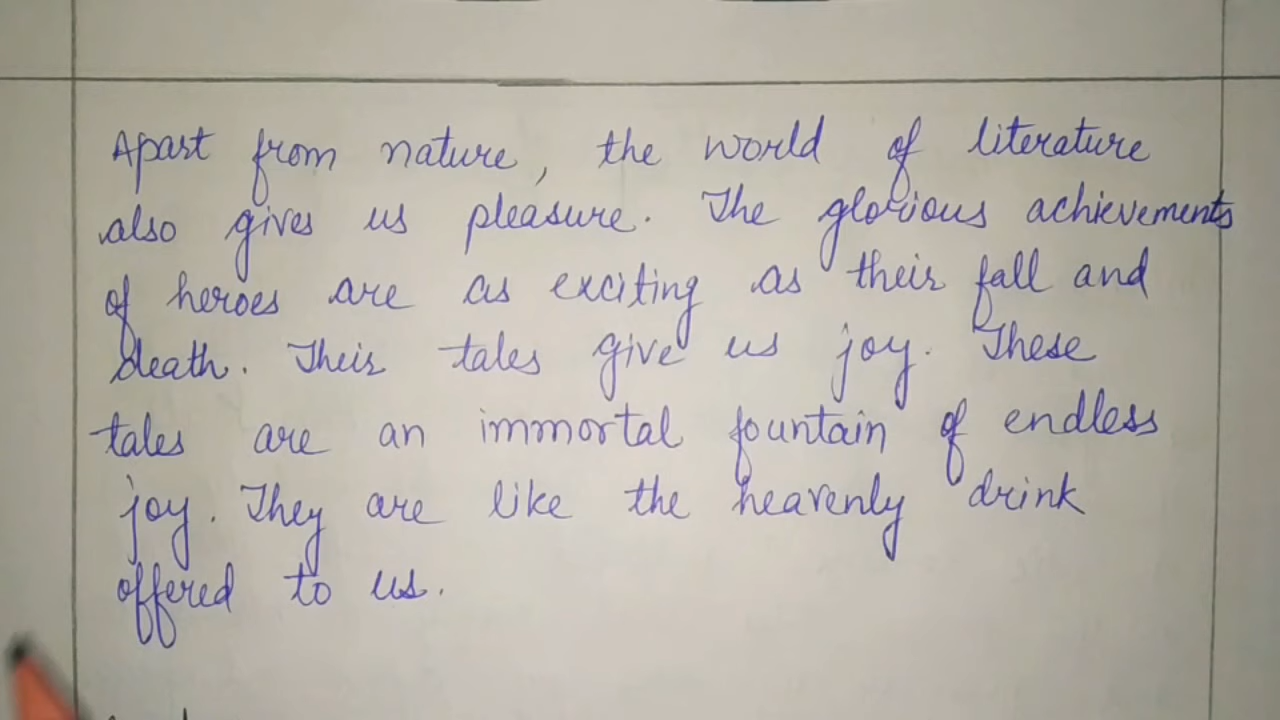 Apart from nature, the world of literature
also gives us pleasure. The glorious achievements
of heroes are as exciting as their fall and
death. Their tales give us joy. These
tales are an immortal fountain of endless
joy. They are like the heavenly drink
offered to us.